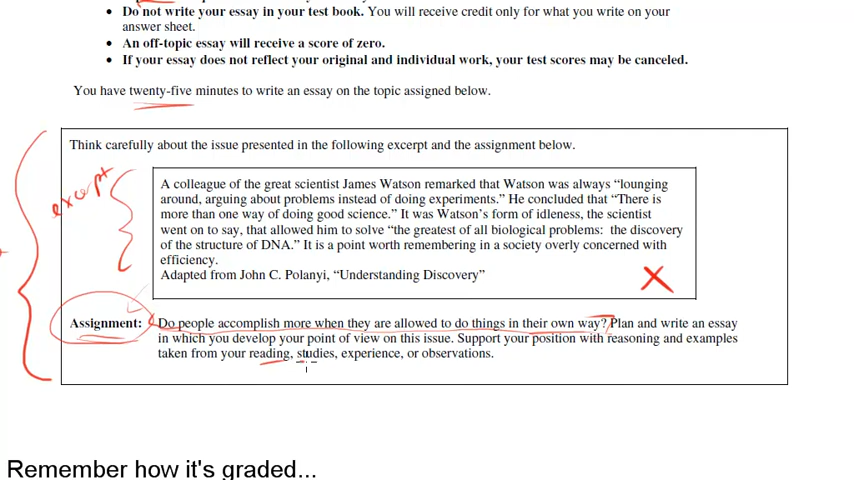 • Do not write your essay in your test book. You will receive credit only for what you write on your
answer sheet.
• An off-topic essay will receive a score of zero.
• If your essay does not reflect your original and individual work, your test scores may be canceled.
You have twenty-five minutes to write an essay on the topic assigned below.
Think carefully about the issue presented in the following excerpt and the assignment below.
exerpt
A colleague of the great scientist James Watson remarked that Watson was always “lounging
around, arguing about problems instead of doing experiments.” He concluded that “There is
more than one way of doing good science.” It was Watson’s form of idleness, the scientist
went on to say, that allowed him to solve “the greatest of all biological problems: the discovery
of the structure of DNA.” It is a point worth remembering in a society overly concerned with
efficiency.
Adapted from John C. Polanyi, “Understanding Discovery”
Assignment: Do people accomplish more when they are allowed to do things in their own way? Plan and write an essay
in which you develop your point of view on this issue. Support your position with reasoning and examples
taken from your reading, studies, experience, or observations.
Remember how it's graded...